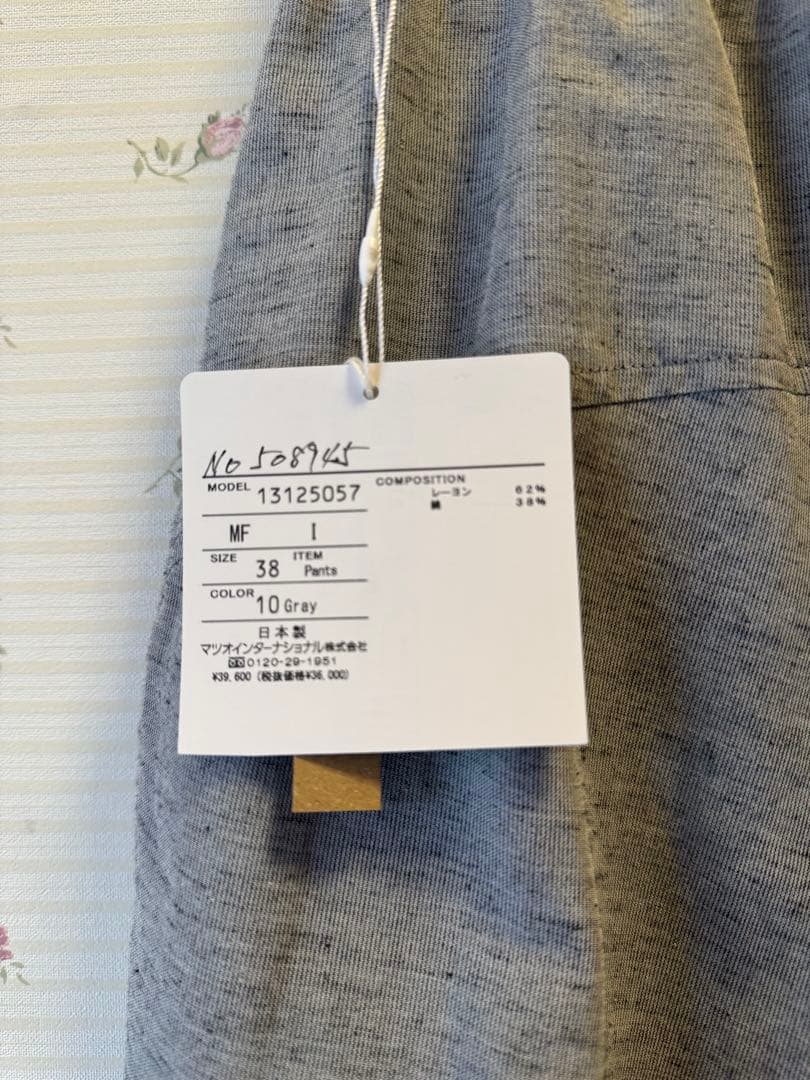 No 508945
MODEL 13125057
COMPOSITION
レーヨン 62%
綿 38%
MF I
SIZE 38 ITEM Pants
COLOR 10 Gray
日本製
マツオインターナショナル株式会社
0120-29-1951
¥39,600 (税抜価格¥36,000)